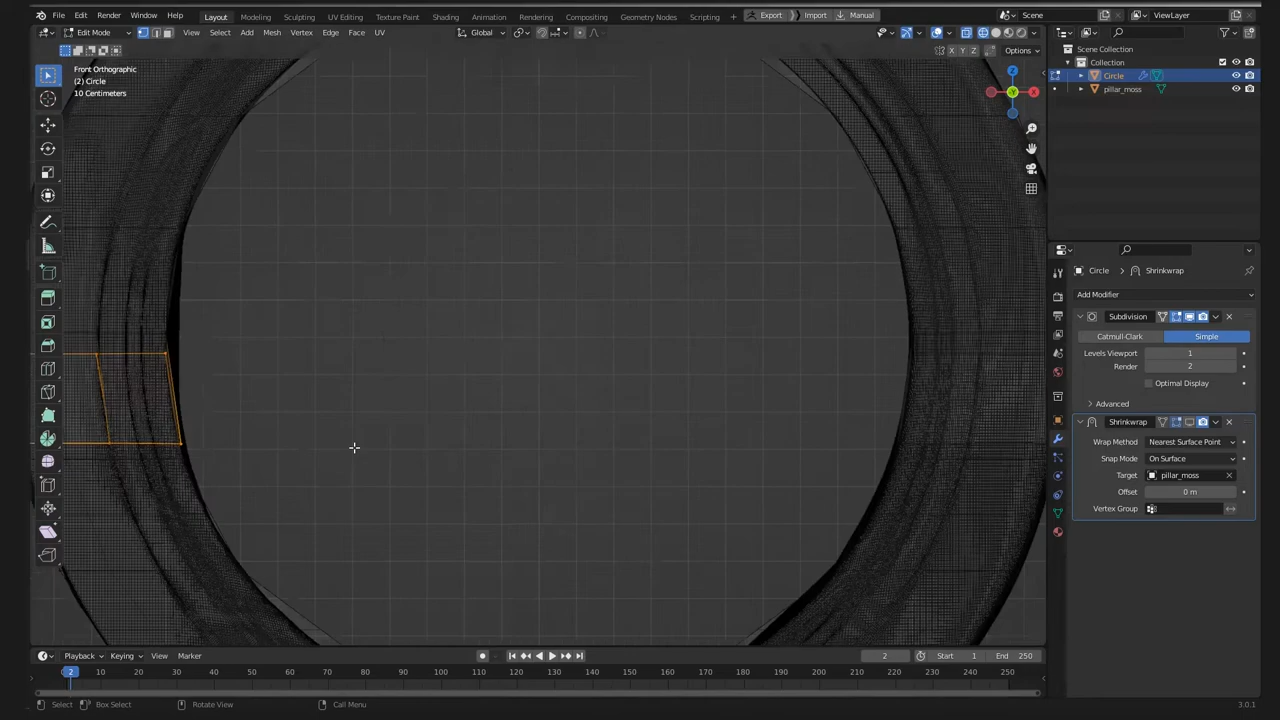 File Edit Render Window Help Layout Modeling Sculpting UV Editing Texture Paint Shading Animation Rendering Compositing Geometry Nodes Scripting + Export Import Manual Scene ViewLayer
Edit Mode View Select Add Mesh Vertex Edge Face UV Global
X Y Z Options
Front Orthographic
(2) Circle
10 Centimeters
Z
Y X
Scene Collection
Collection
Circle
pillar_moss
Circle > Shrinkwrap
Add Modifier
Subdivision
Catmull-Clark Simple
Levels Viewport 1
Render 2
Optimal Display
Advanced
Shrinkwrap
Wrap Method Nearest Surface Point
Snap Mode On Surface
Target pillar_moss
Offset 0 m
Vertex Group
Playback Keying View Marker 2 Start 1 End 250
2 10 20 30 40 50 60 70 80 90 100 110 120 130 140 150 160 170 180 190 200 210 220 230 240 250
Select Box Select Rotate View Call Menu 3.0.1